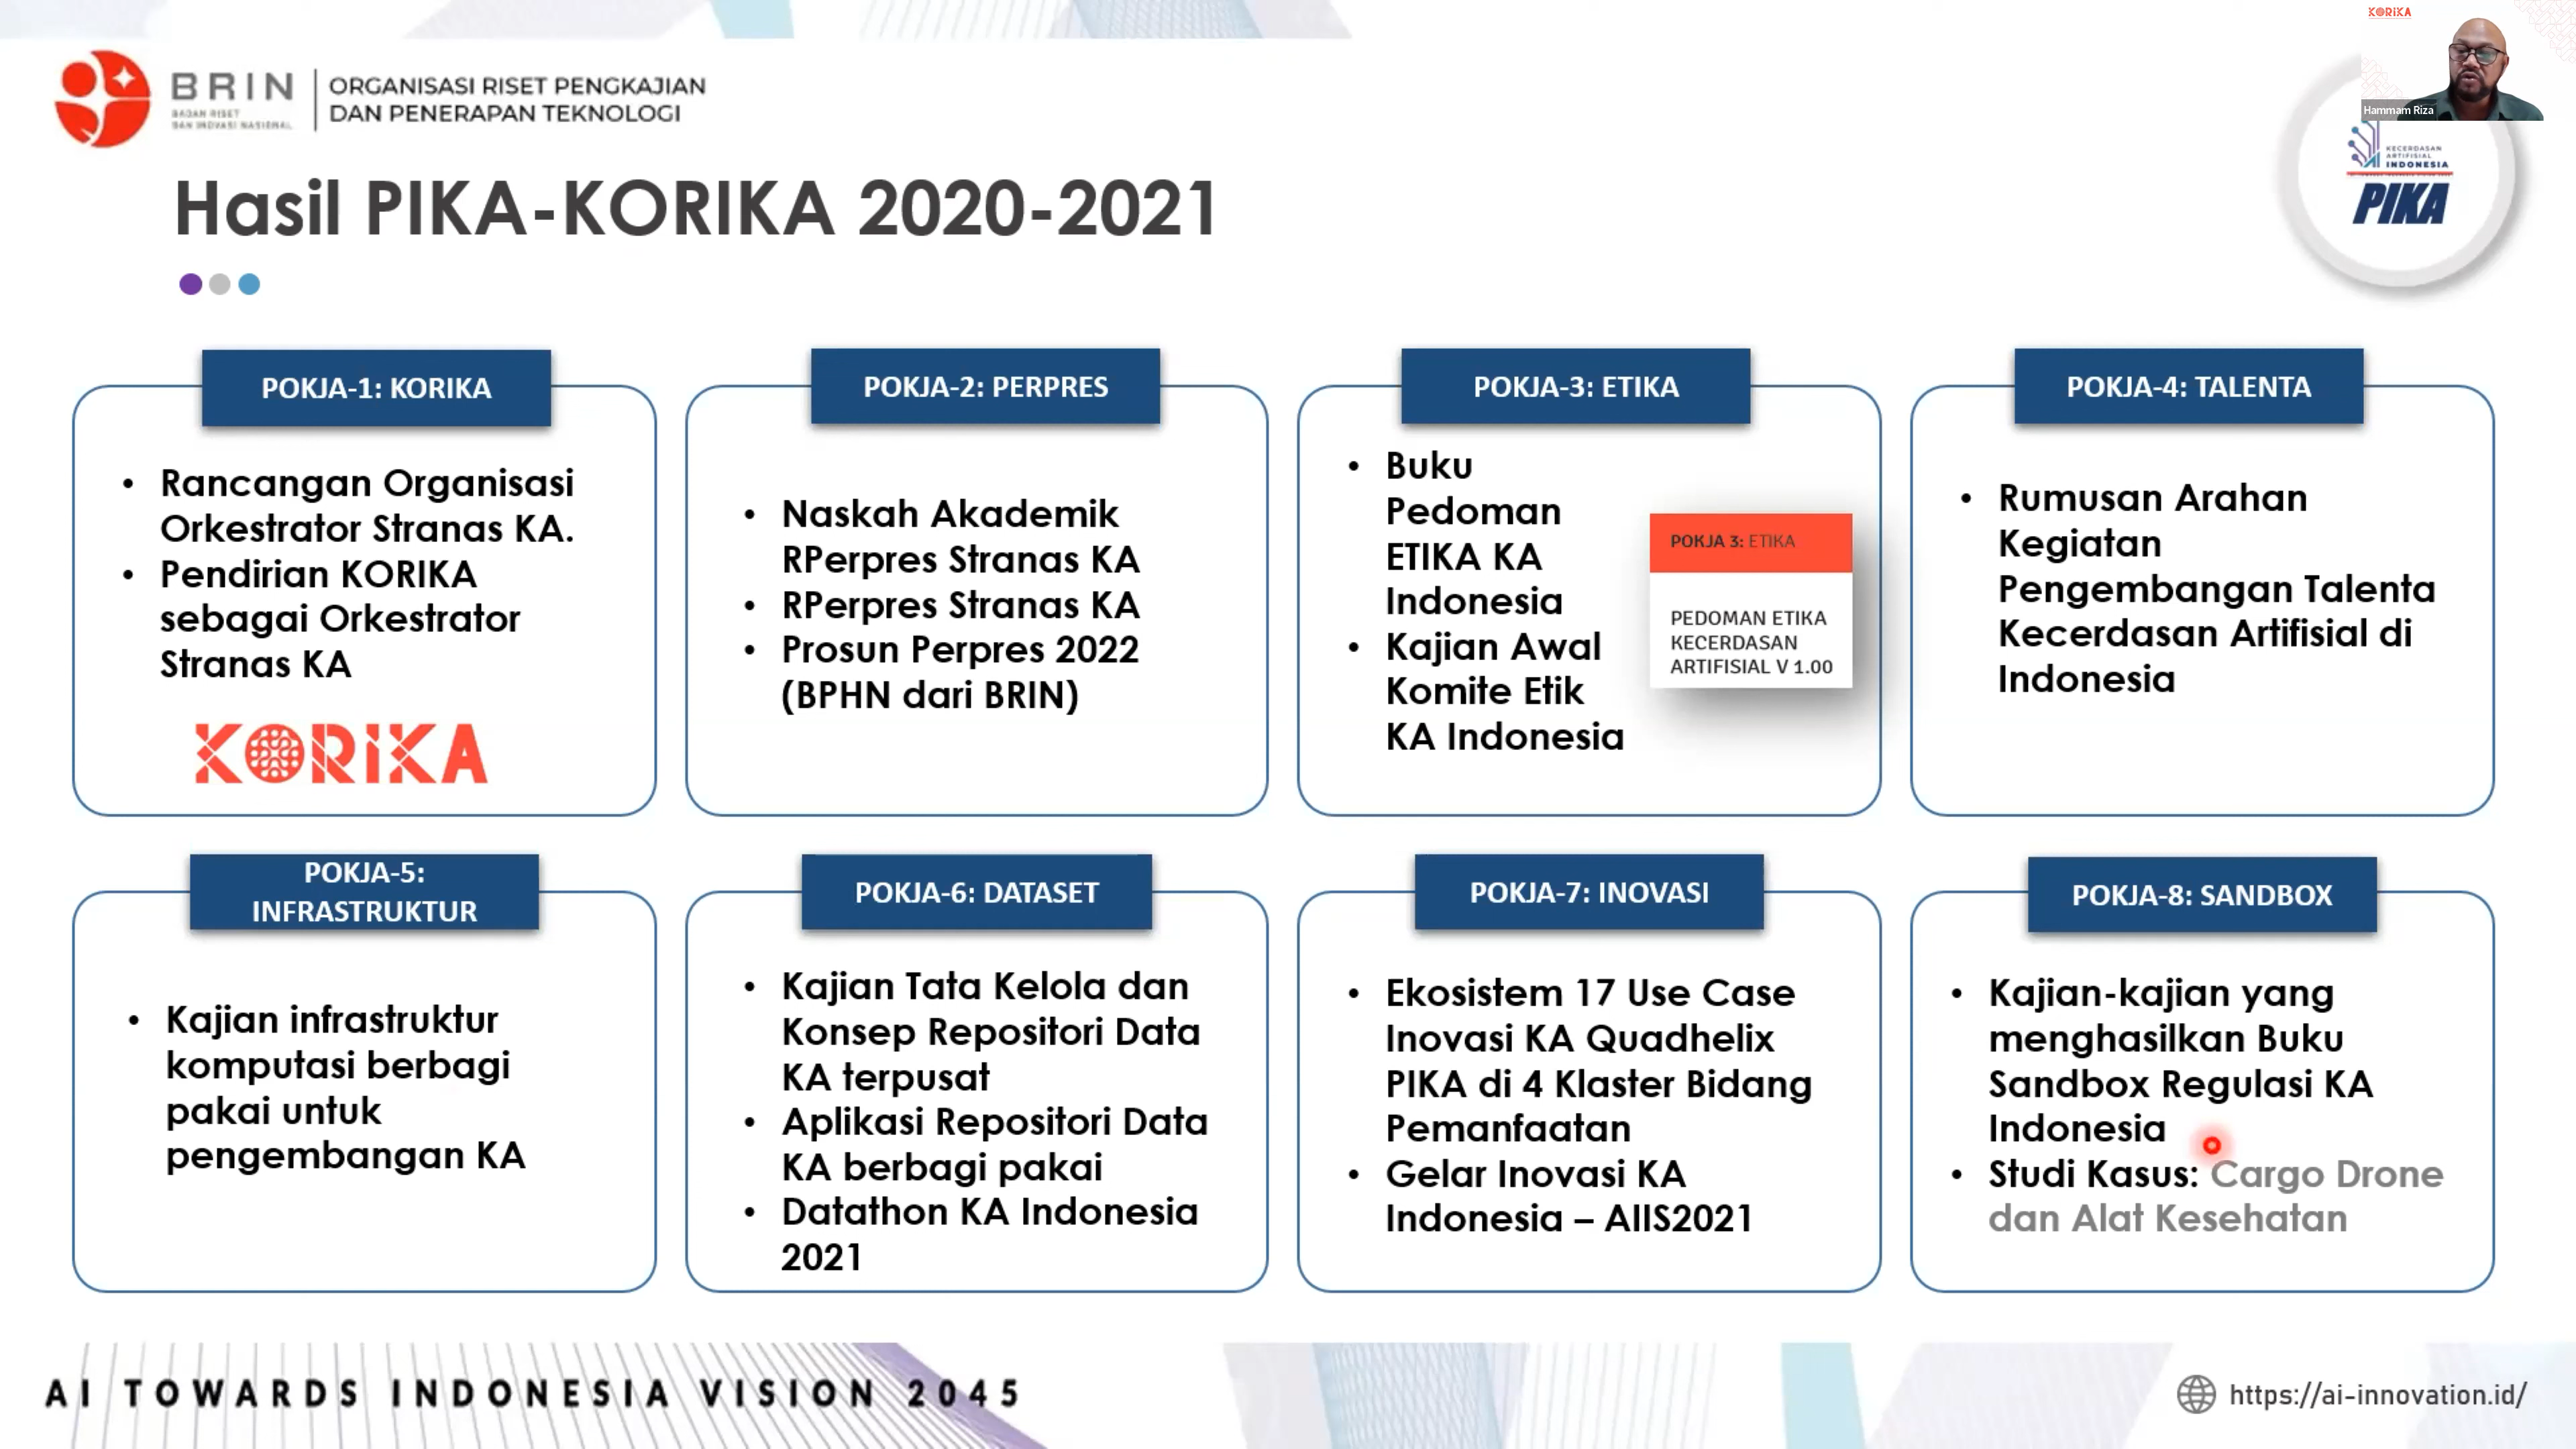 KORIKA
Hammam Riza
BRIN
BADAN RISET
DAN INOVASI NASIONAL
ORGANISASI RISET PENGKAJIAN
DAN PENERAPAN TEKNOLOGI
KECERDASAN
ARTIFISIAL
INDONESIA
PIKA
Hasil PIKA-KORIKA 2020-2021
POKJA-1: KORIKA
• Rancangan Organisasi
Orkestrator Stranas KA.
• Pendirian KORIKA
sebagai Orkestrator
Stranas KA
KORIKA
POKJA-2: PERPRES
• Naskah Akademik
RPerpres Stranas KA
• RPerpres Stranas KA
• Prosun Perpres 2022
(BPHN dari BRIN)
POKJA-3: ETIKA
• Buku
Pedoman
ETIKA KA
Indonesia
• Kajian Awal
Komite Etik
KA Indonesia
POKJA 3: ETIKA
PEDOMAN ETIKA
KECERDASAN
ARTIFISIAL V 1.00
POKJA-4: TALENTA
• Rumusan Arahan
Kegiatan
Pengembangan Talenta
Kecerdasan Artifisial di
Indonesia
POKJA-5:
INFRASTRUKTUR
• Kajian infrastruktur
komputasi berbagi
pakai untuk
pengembangan KA
POKJA-6: DATASET
• Kajian Tata Kelola dan
Konsep Repositori Data
KA terpusat
• Aplikasi Repositori Data
KA berbagi pakai
• Datathon KA Indonesia
2021
POKJA-7: INOVASI
• Ekosistem 17 Use Case
Inovasi KA Quadhelix
PIKA di 4 Klaster Bidang
Pemanfaatan
• Gelar Inovasi KA
Indonesia – AIIS2021
POKJA-8: SANDBOX
• Kajian-kajian yang
menghasilkan Buku
Sandbox Regulasi KA
Indonesia
• Studi Kasus: Cargo Drone
dan Alat Kesehatan
AI TOWARDS INDONESIA VISION 2045
https://ai-innovation.id/